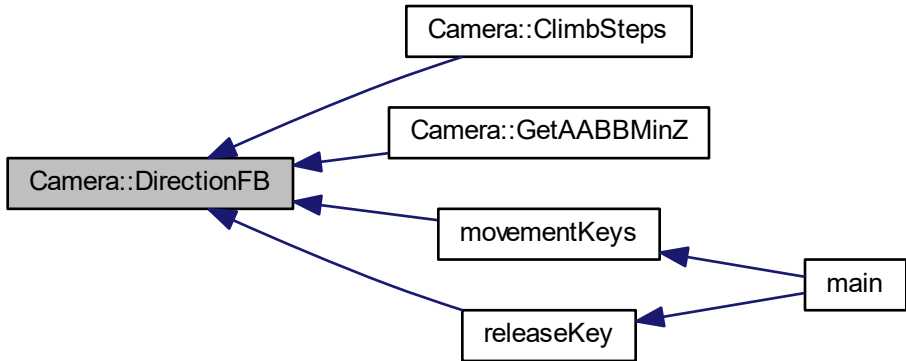 Camera::ClimbSteps
Camera::GetAABBMinZ
Camera::DirectionFB
movementKeys
main
releaseKey